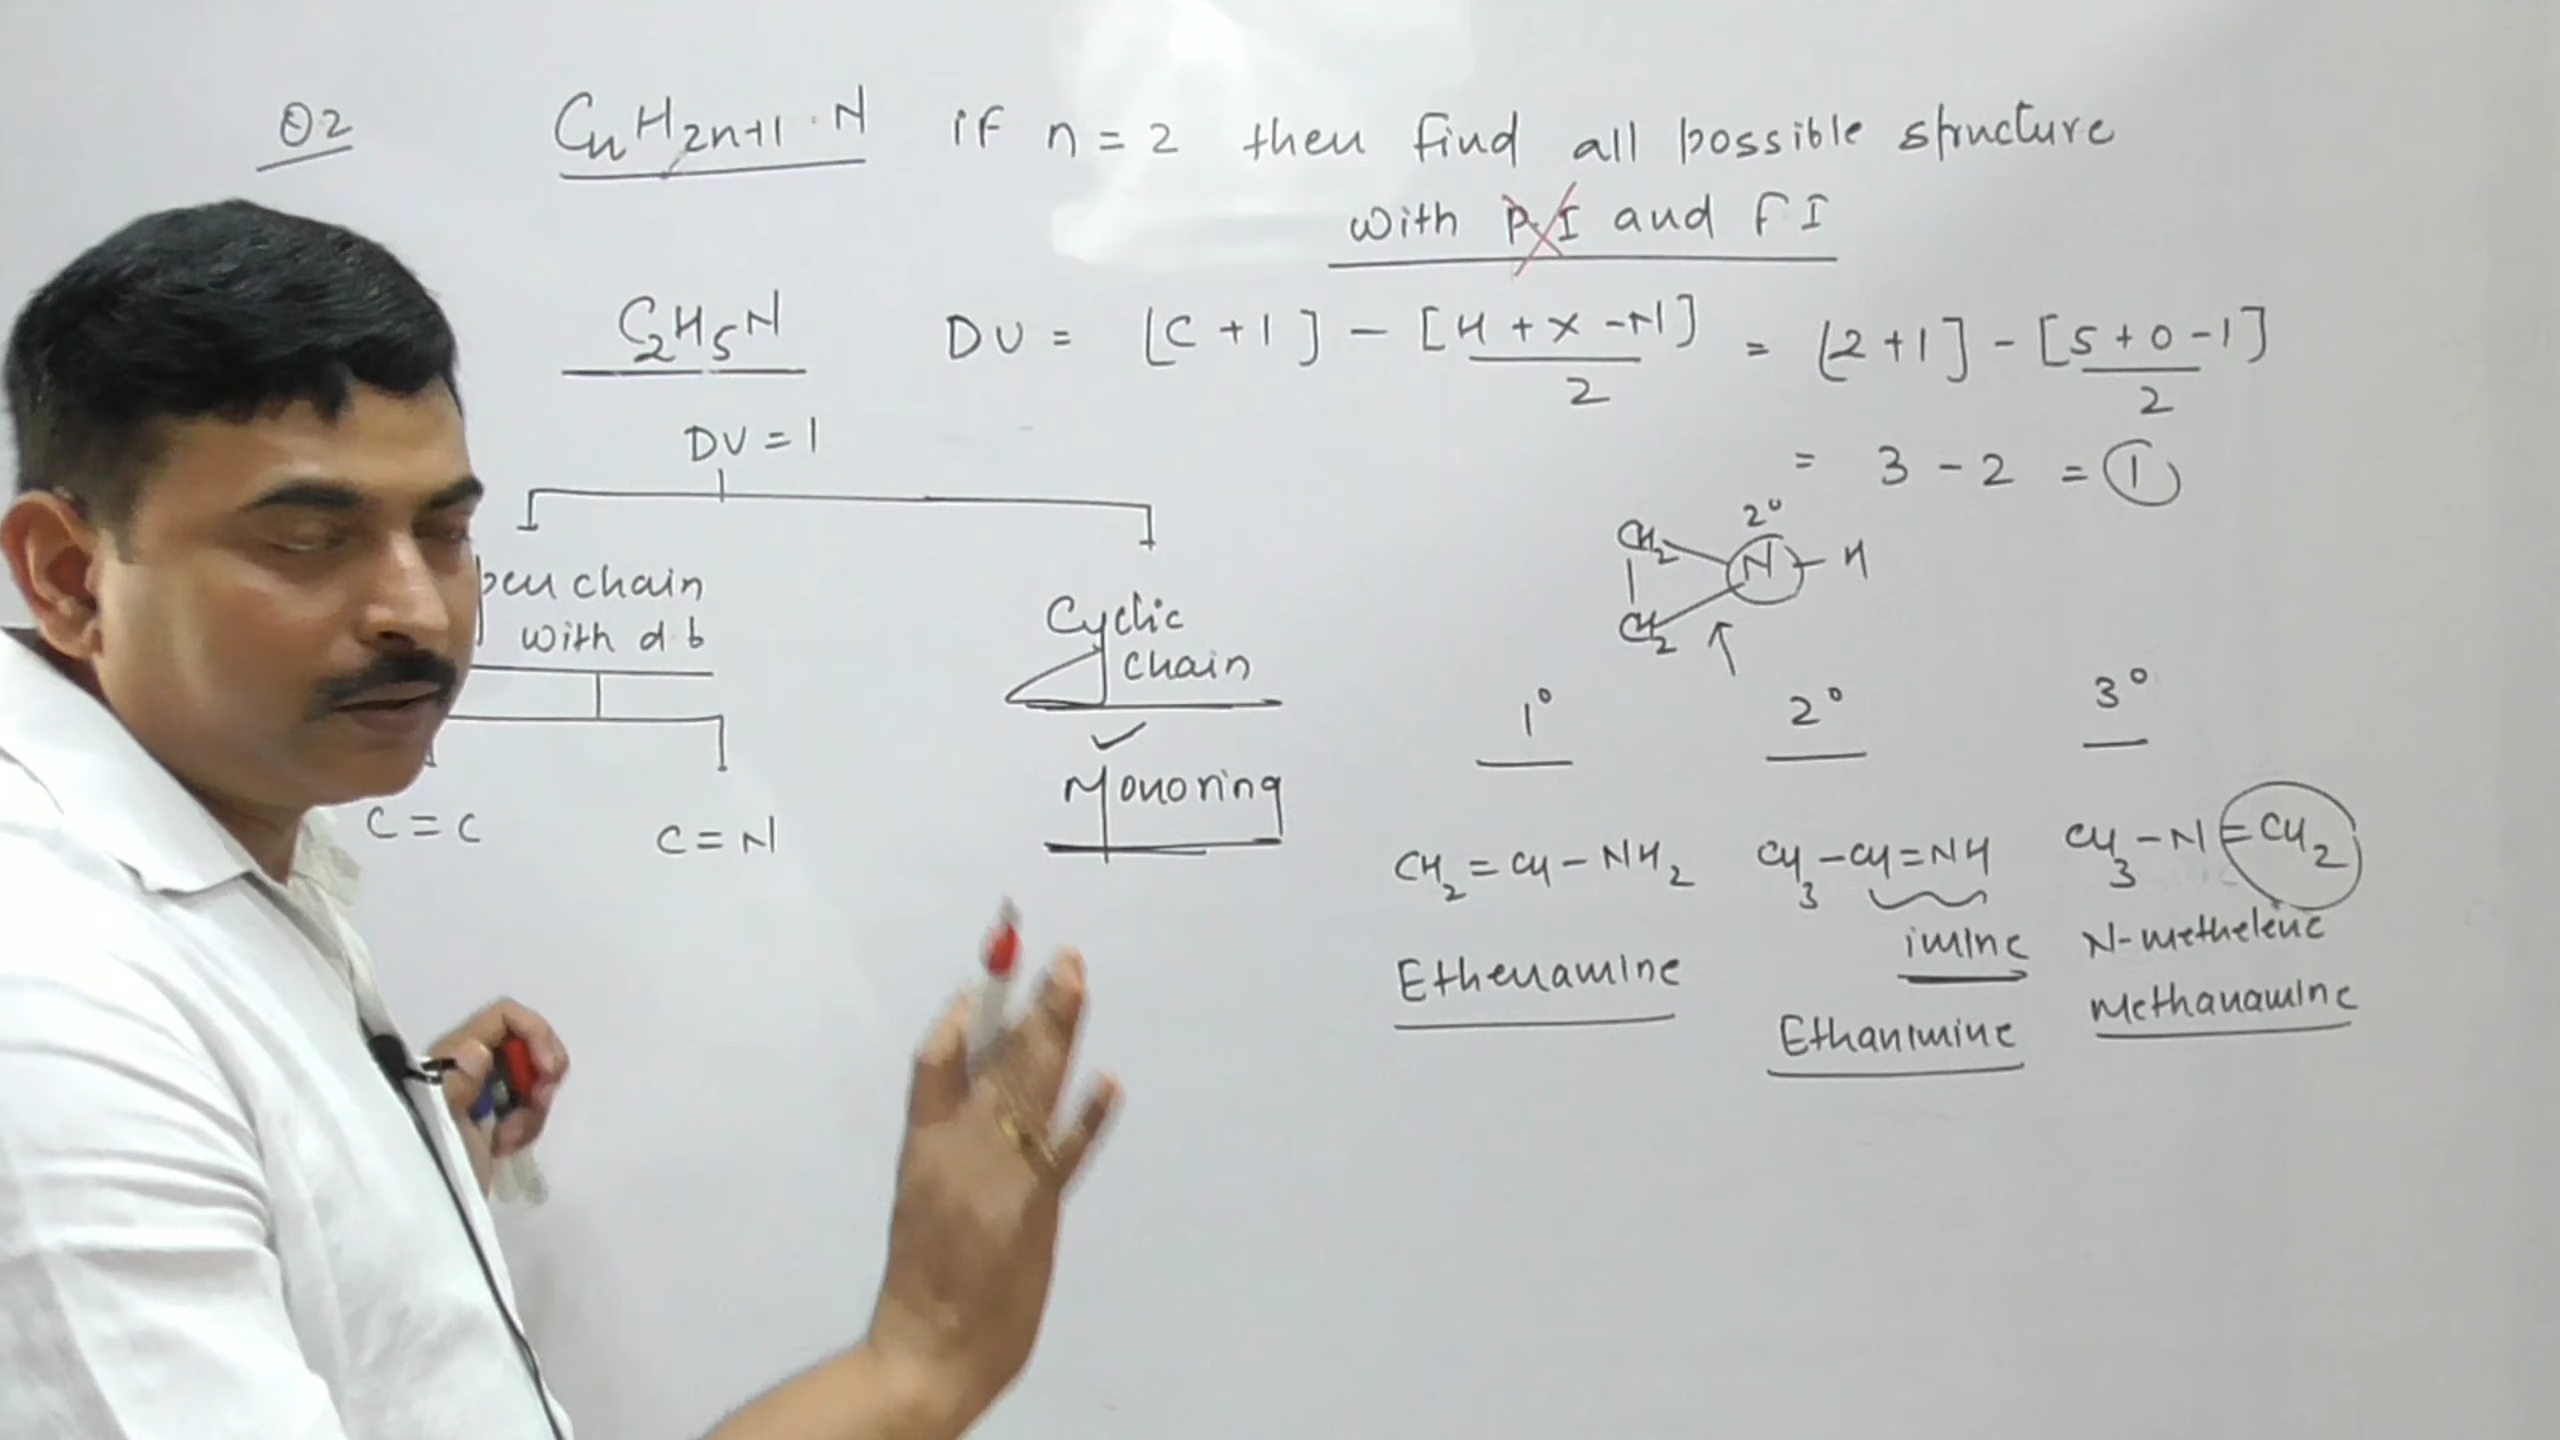 Q2 CnH2n+1.N if n = 2 then find all possible structure
with P.I and FI
C2H5N DU = [C+1] - [H+X-N]/2 = [2+1] - [5+0-1]/2
DU = 1
= 3 - 2 = 1
2°
CH2 N - H
CH2
pen chain
with d.b
Cyclic
chain
Monoring
C=C C=N
1° 2° 3°
CH2=CH-NH2 CH3-CH=NH CH3-N=CH2
Ethenamine
imine
Ethanimine
N-methelene
methanamine